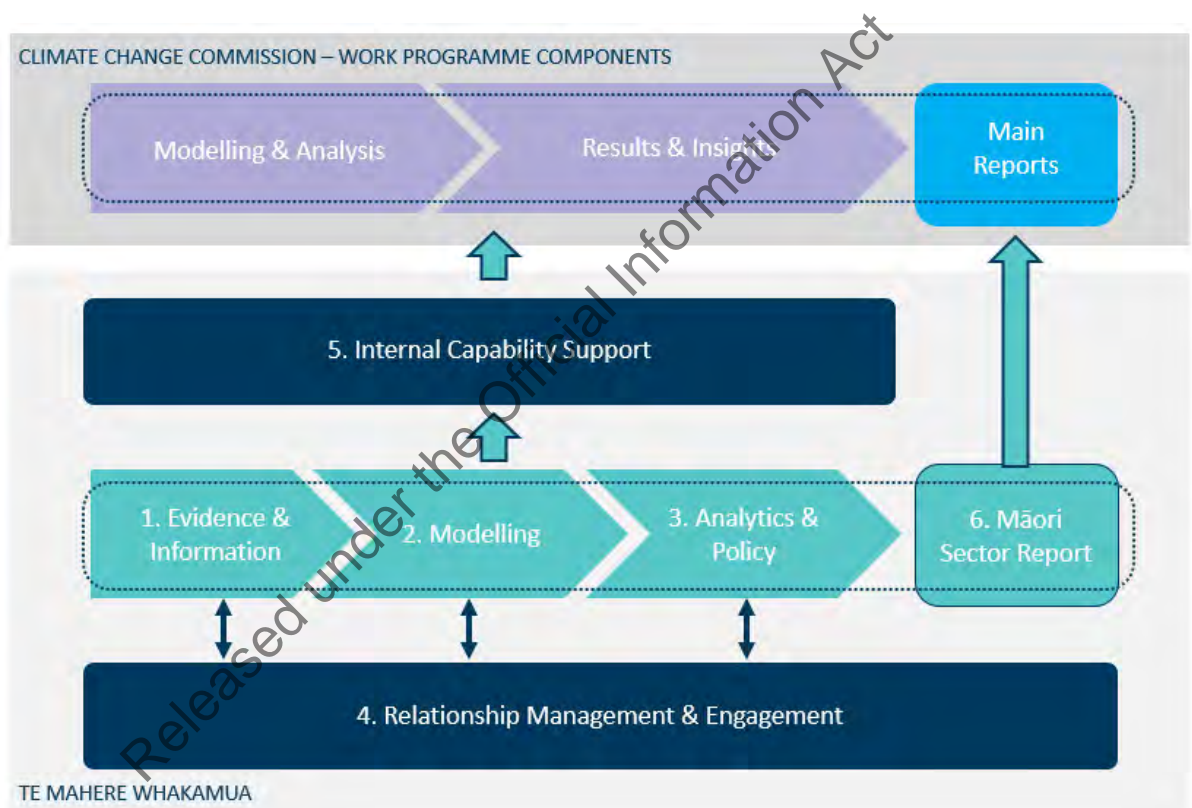 CLIMATE CHANGE COMMISSION – WORK PROGRAMME COMPONENTS
Modelling & Analysis
Results & Insights
Main
Reports
5. Internal Capability Support
1. Evidence &
Information
2. Modelling
3. Analytics &
Policy
6. Māori
Sector Report
4. Relationship Management & Engagement
TE MAHERE WHAKAMUA
Released under the Official Information Act